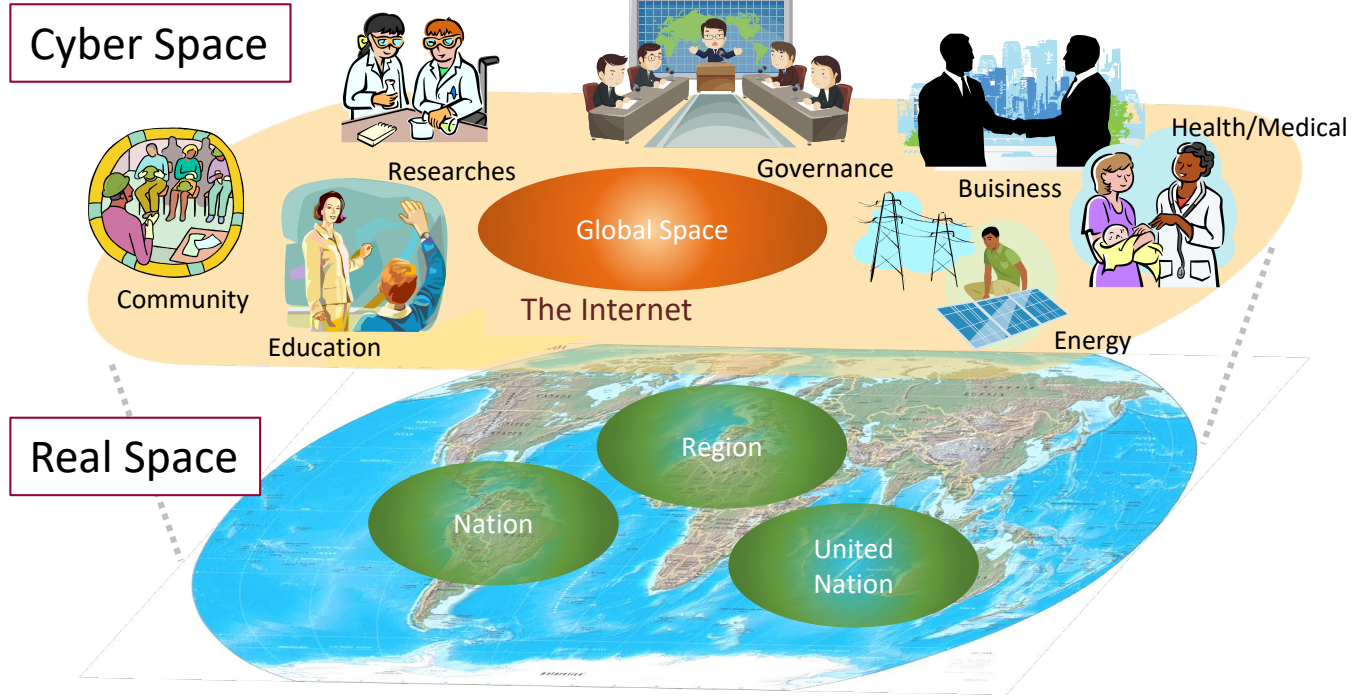 Cyber Space
Researches
Governance
Health/Medical
Buisiness
Global Space
Community
The Internet
Education
Energy
Real Space
Region
Nation
United
Nation